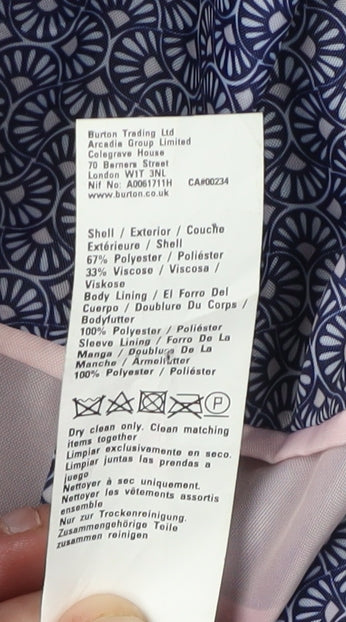 Burton Trading Ltd
Arcadie Group Limited
Colegrave House
70 Berners Street
London W1T 3NL
Nif No: A0061711H CA#00234
www.burton.co.uk
Shell / Exterior / Couche
Extérieure / Shell
67% Polyester / Poliéster
33% Viscose / Viscosa /
Viskose
Body Lining / El Forro Del
Cuerpo / Doublure Du Corps /
Bodyfutter
100% Polyester / Poliéster
Sleeve Lining / Forro De La
Manga / Doublure De La
Manche / Armelfutter
100% Polyester / Poliéster
P
Dry clean only. Clean matching
items together
Limpiar exclusivamente en seco.
Limpiar juntas las prendas a
juego
Nettoyer à sec uniquement.
Nettoyer les vêtements assortis
ensemble
Nur zur Trockenreinigung.
Zusammengehörige Teile
zusammen reinigen